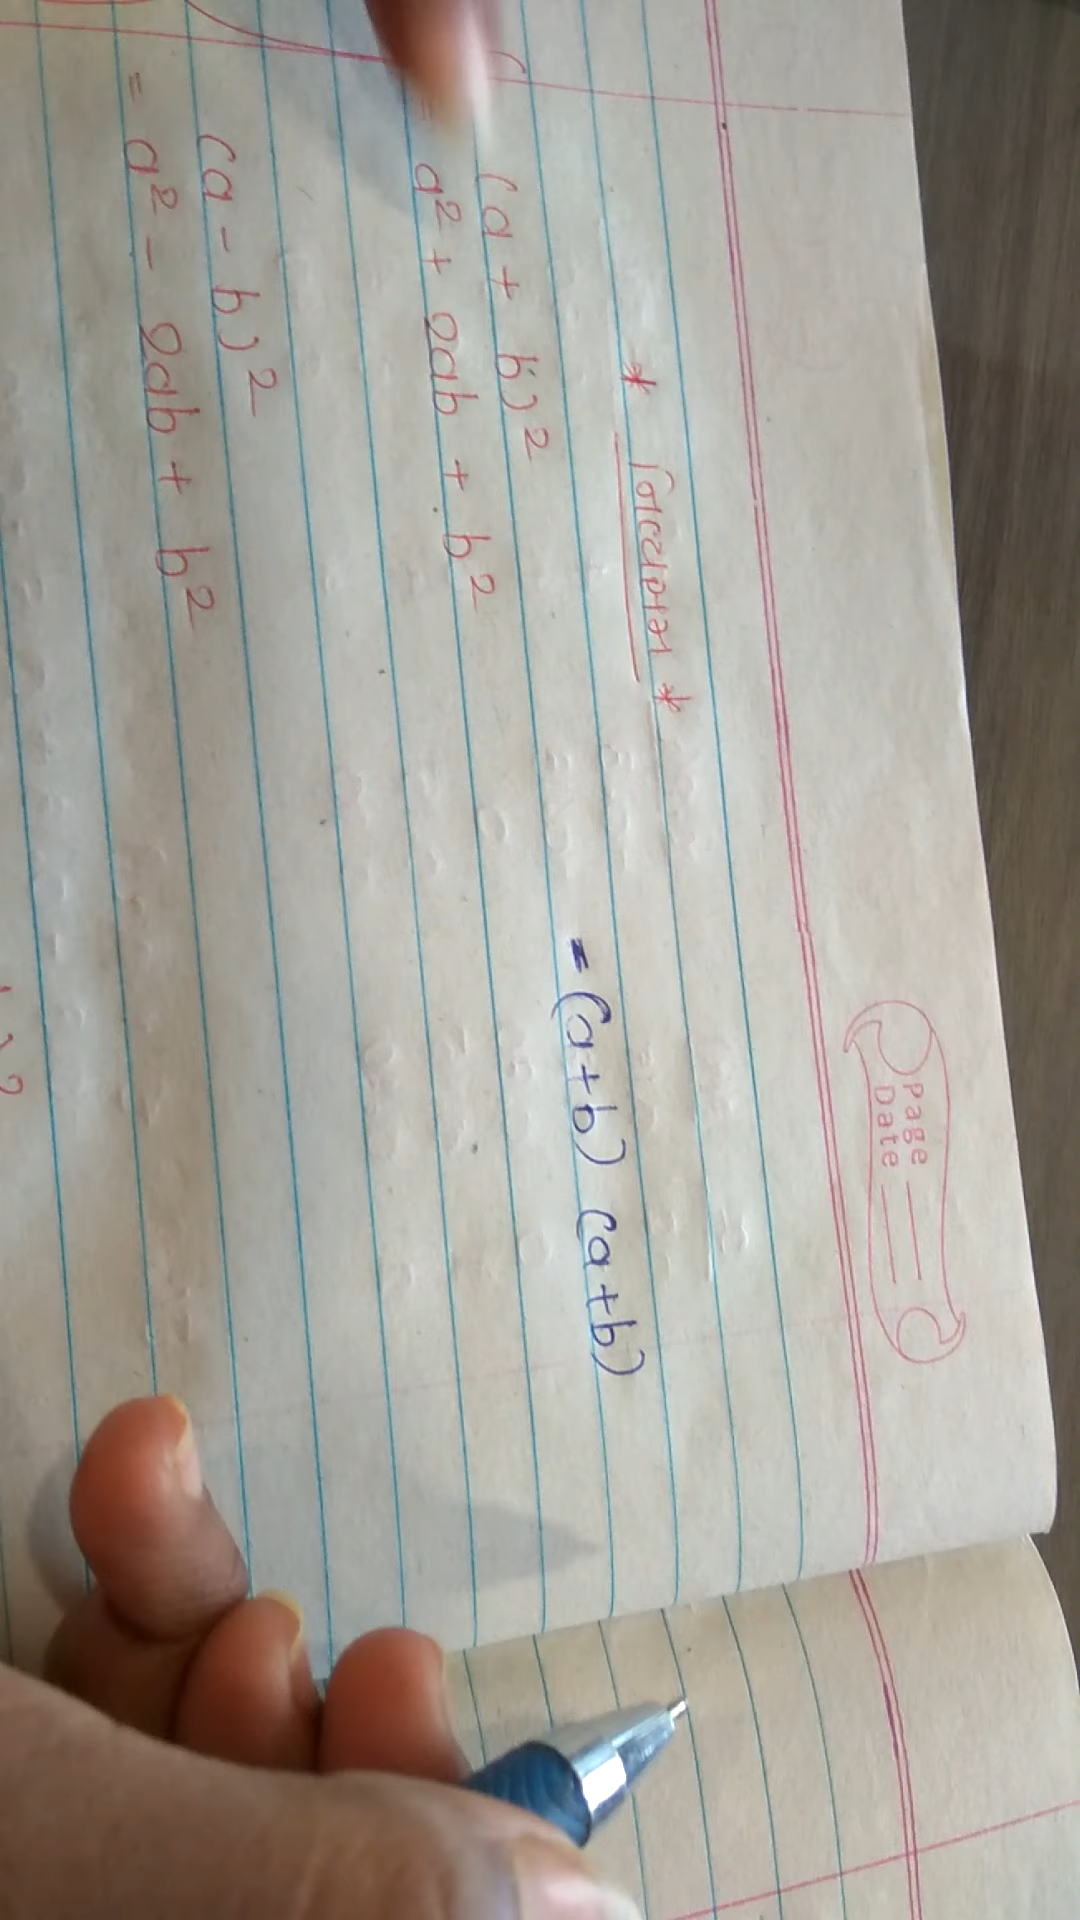 Page
Date
* *
= (a+b) (a+b)
(a + b)²
= a² + 2ab + b²
(a - b)²
= a² - 2ab + b²